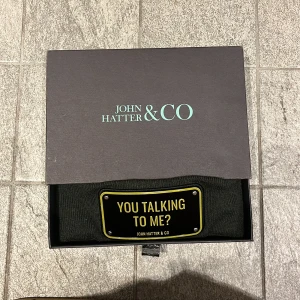 JOHN
HATTER &CO
YOU TALKING
TO ME?
JOHN HATTER & CO